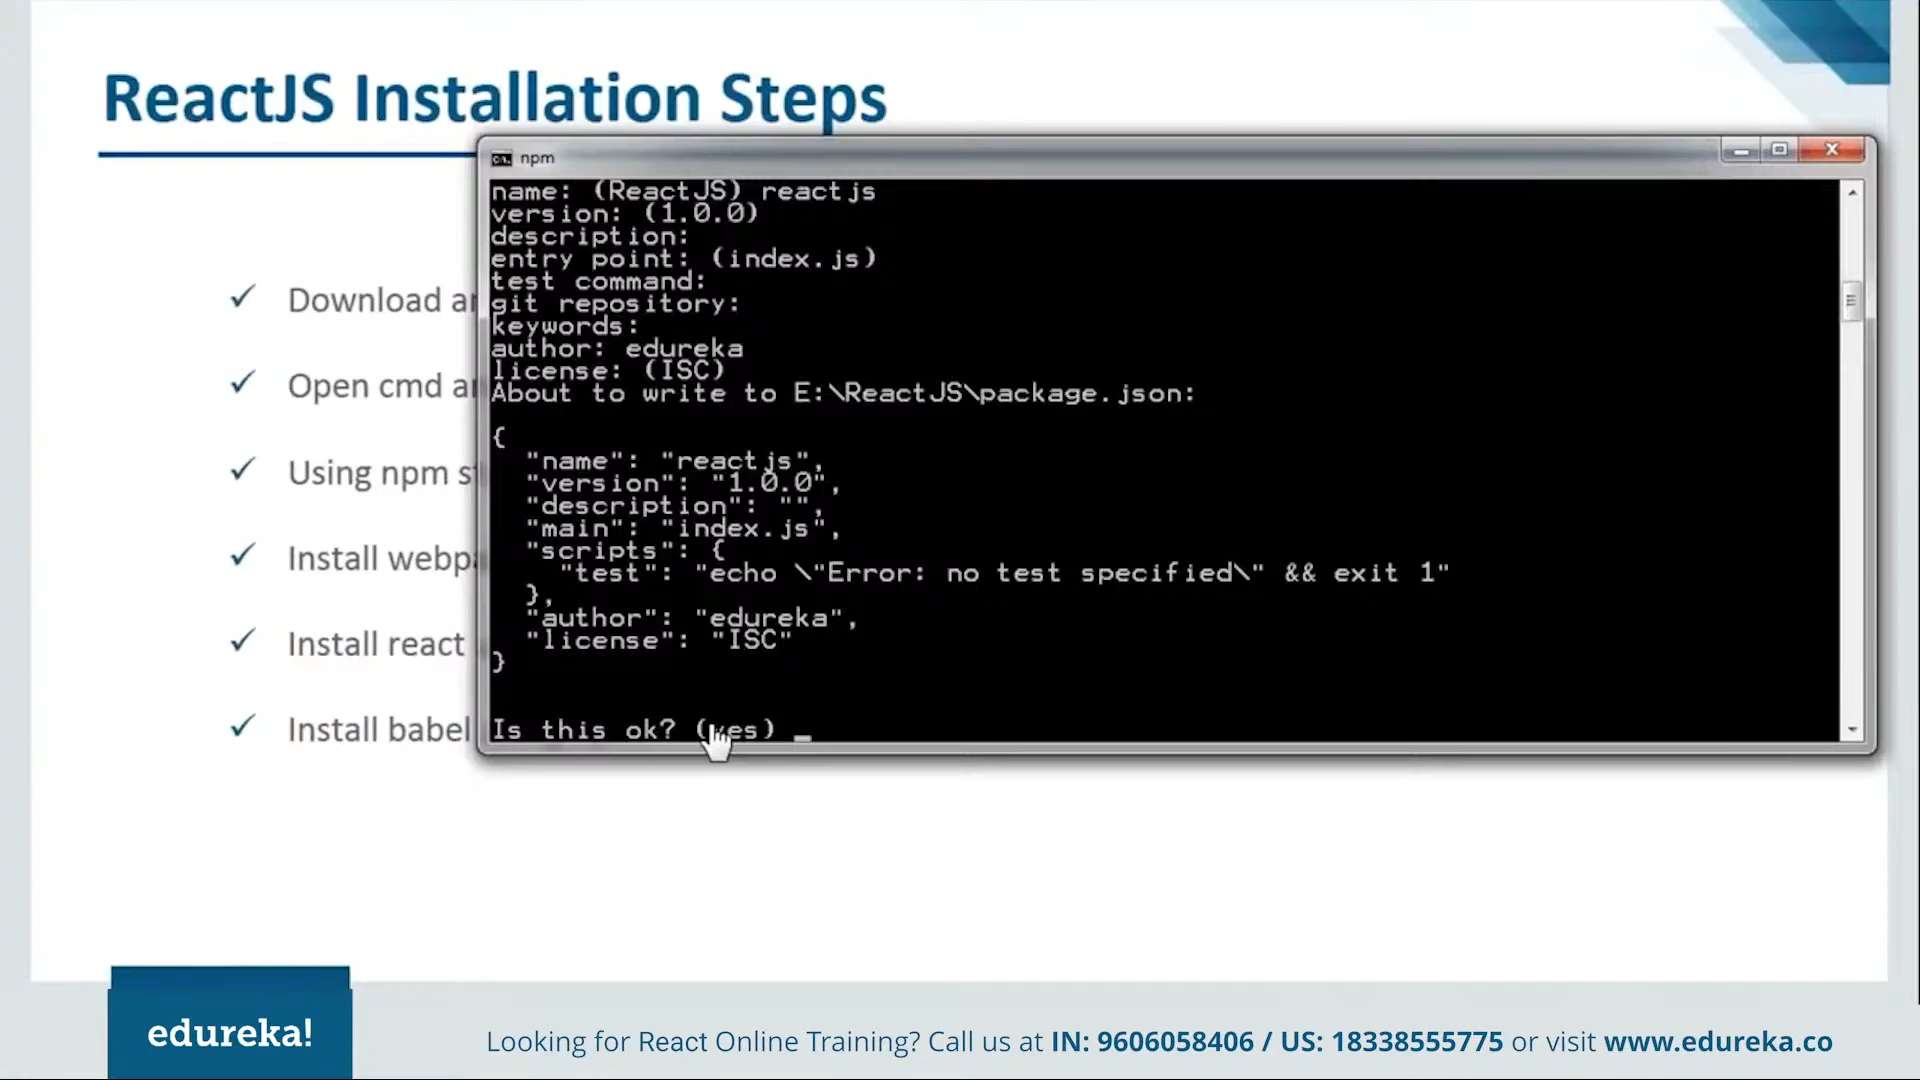 ReactJS Installation Steps
npm
name: (ReactJS) reactjs
version: (1.0.0)
description:
entry point: (index.js)
test command:
git repository:
keywords:
author: edureka
license: (ISC)
About to write to E:\ReactJS\package.json:
{
"name": "reactjs",
"version": "1.0.0",
"description": "",
"main": "index.js",
"scripts": {
"test": "echo \"Error: no test specified\" && exit 1"
},
"author": "edureka",
"license": "ISC"
}
Is this ok? (yes) _
✓ Download
✓ Open cmd
✓ Using npm
✓ Install
✓ Install react
✓ Install babel
edureka!
Looking for React Online Training? Call us at IN: 9606058406 / US: 18338555775 or visit www.edureka.co